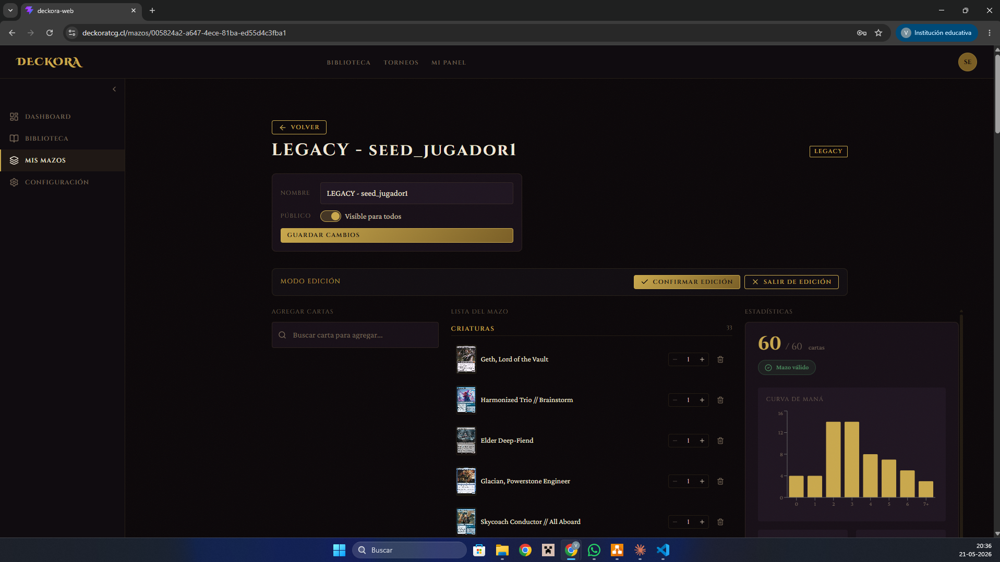 deckora-web
deckoratcg.cl/mazos/005824a2-a647-4ece-81ba-ed55d4c3fba1
V Institución educativa
DECKORA
BIBLIOTECA TORNEOS MI PANEL
SE
DASHBOARD
BIBLIOTECA
MIS MAZOS
CONFIGURACIÓN
VOLVER
LEGACY - SEED_JUGADOR1
LEGACY
NOMBRE LEGACY - seed_jugador1
PÚBLICO Visible para todos
GUARDAR CAMBIOS
MODO EDICIÓN
CONFIRMAR EDICIÓN
SALIR DE EDICIÓN
AGREGAR CARTAS
Buscar carta para agregar...
LISTA DEL MAZO
CRIATURAS 33
Geth, Lord of the Vault 1
Harmonized Trio // Brainstorm 1
Elder Deep-Fiend 1
Glacian, Powerstone Engineer 1
Skycoach Conductor // All Aboard 1
ESTADÍSTICAS
60 / 60 cartas
Mazo válido
CURVA DE MANÁ
16
12
8
4
0
0 1 2 3 4 5 6 7+
Buscar
V
20:36
21-05-2026